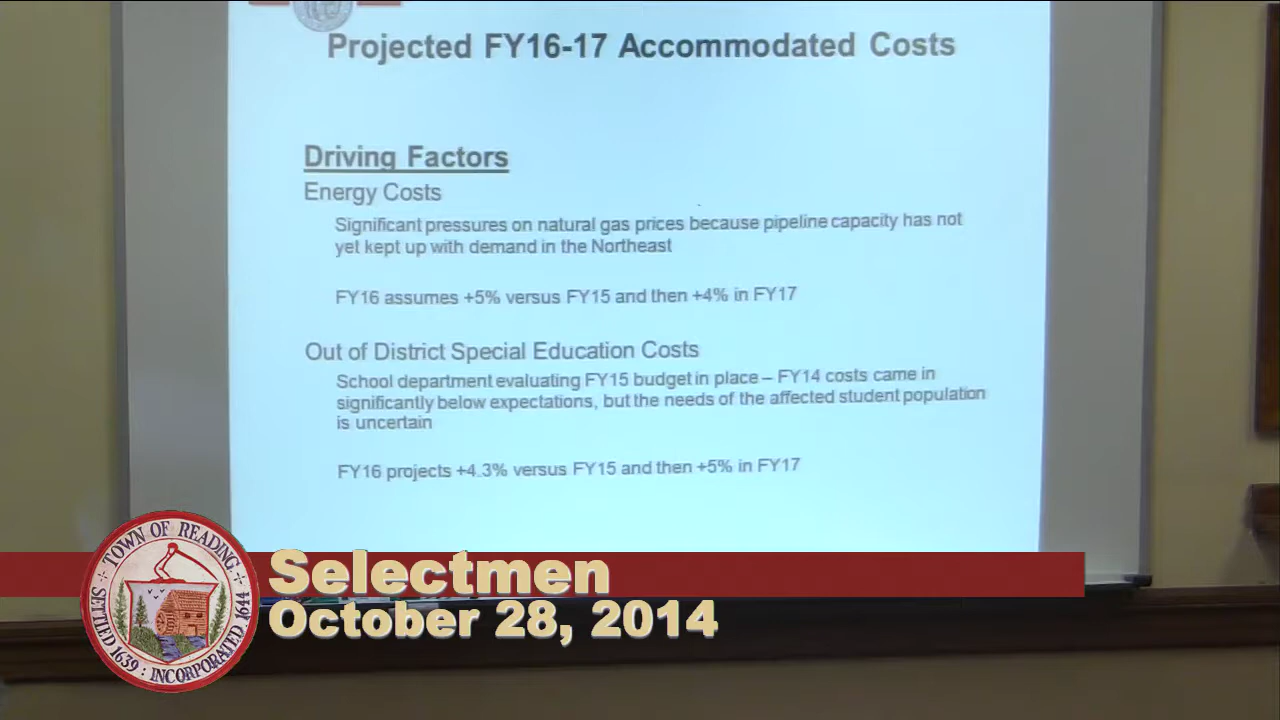 Projected FY16-17 Accommodated Costs
Driving Factors
Energy Costs
Significant pressures on natural gas prices because pipeline capacity has not
yet kept up with demand in the Northeast
FY16 assumes +5% versus FY15 and then +4% in FY17
Out of District Special Education Costs
School department evaluating FY15 budget in place – FY14 costs came in
significantly below expectations, but the needs of the affected student population
is uncertain
FY16 projects +4.3% versus FY15 and then +5% in FY17
TOWN OF READING
SETTLED 1639 : INCORPORATED 1644
Selectmen
October 28, 2014